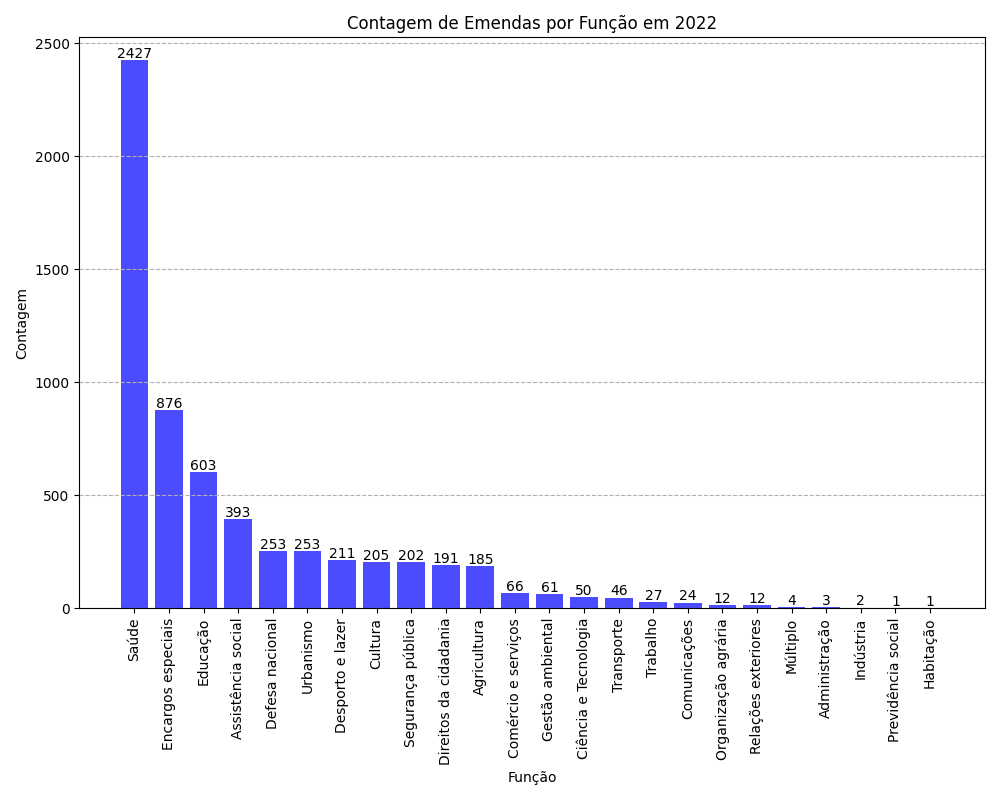 Contagem de Emendas por Função em 2022
Contagem
2500
2000
1500
1000
500
0
2427
876
603
393
253
253
211
205
202
191
185
66
61
50
46
27
24
12
12
4
3
2
1
1
Saúde
Encargos especiais
Educação
Assistência social
Defesa nacional
Urbanismo
Desporto e lazer
Cultura
Segurança pública
Direitos da cidadania
Agricultura
Comércio e serviços
Gestão ambiental
Ciência e Tecnologia
Transporte
Trabalho
Comunicações
Organização agrária
Relações exteriores
Múltiplo
Administração
Indústria
Previdência social
Habitação
Função